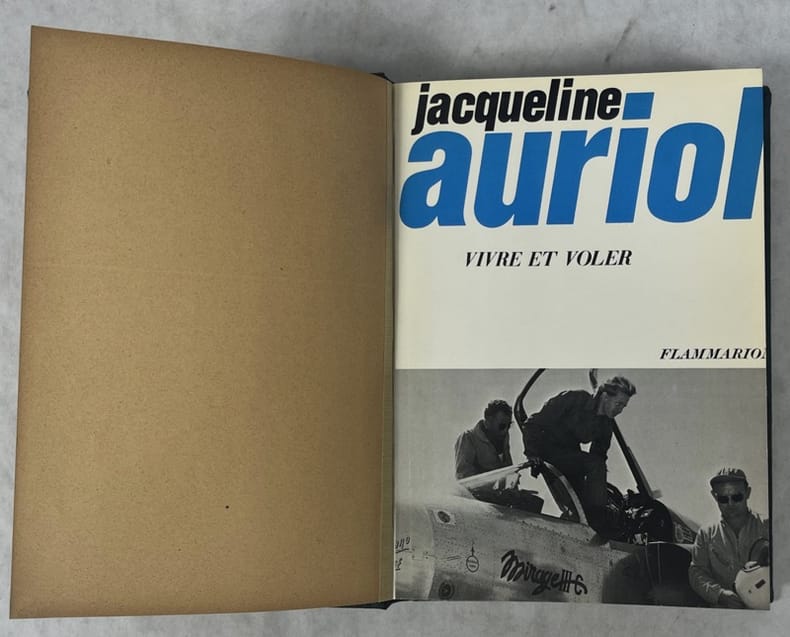 jacqueline
auriol
VIVRE ET VOLER
FLAMMARION
Mirage III C